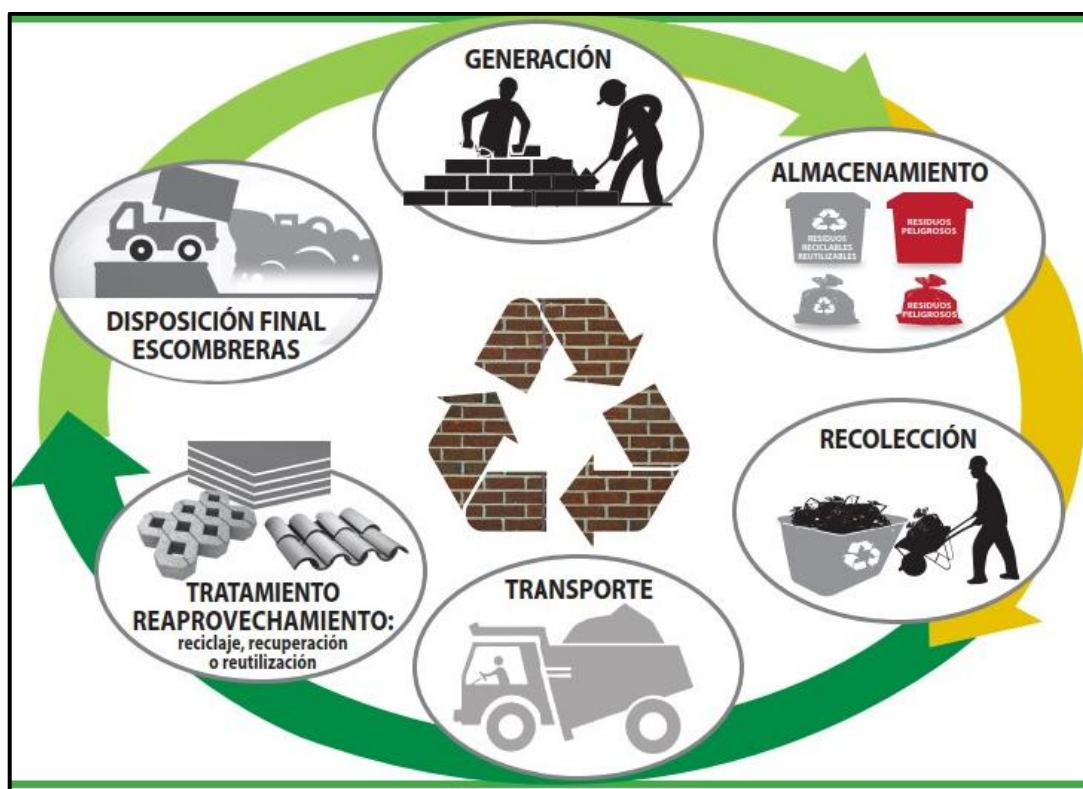 GENERACIÓN
ALMACENAMIENTO
RESIDUOS
RECICLABLES
REUTILIZABLES
RESIDUOS
PELIGROSOS
RESIDUOS
PELIGROSOS
RECOLECCIÓN
TRANSPORTE
TRATAMIENTO
REAPROVECHAMIENTO:
reciclaje, recuperación
o reutilización
DISPOSICIÓN FINAL
ESCOMBRERAS